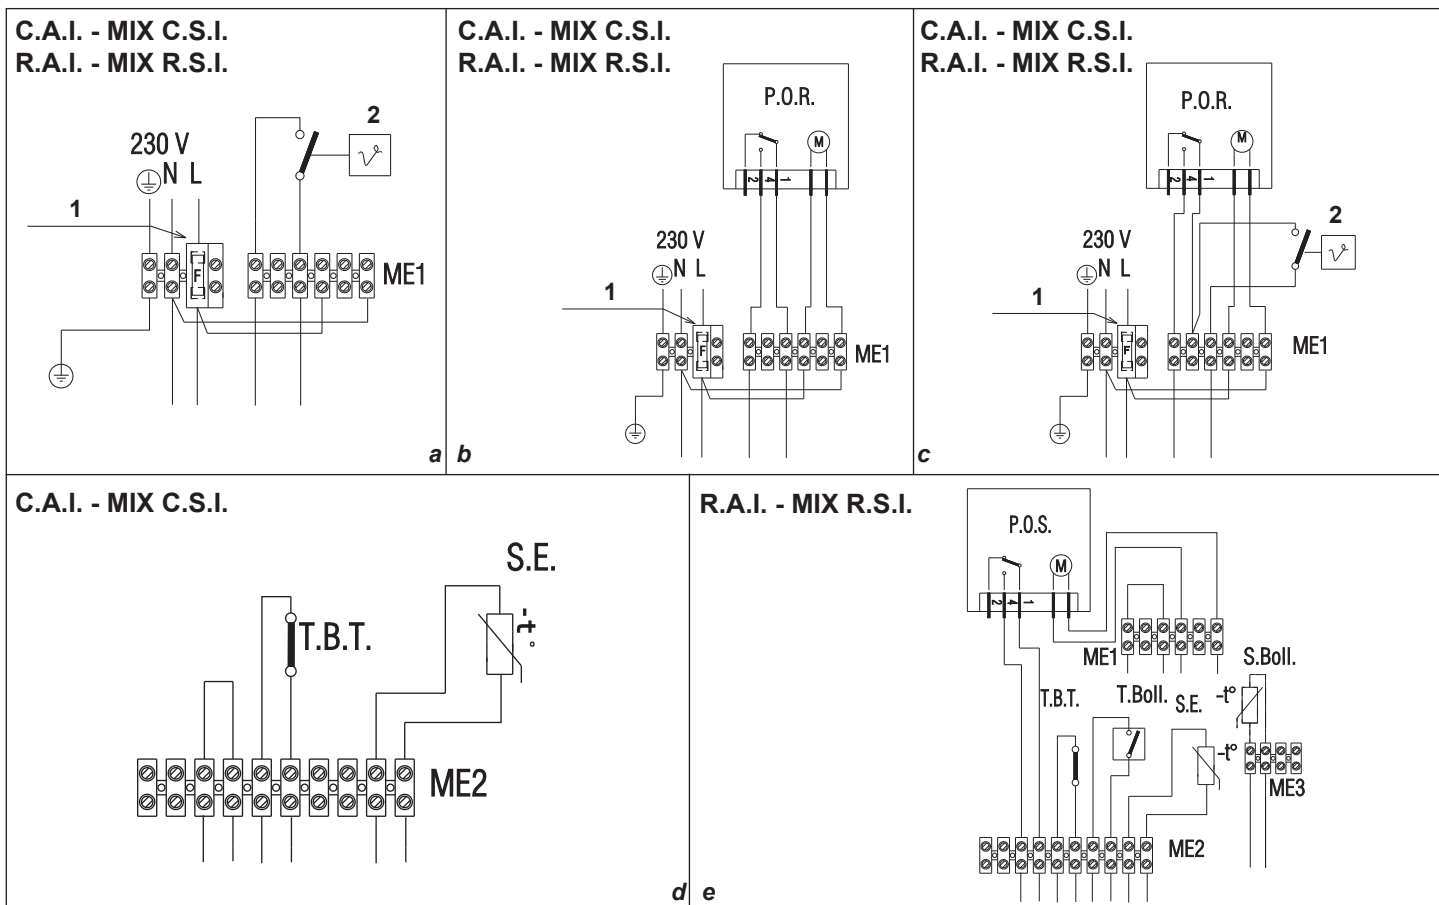 C.A.I. - MIX C.S.I.
R.A.I. - MIX R.S.I.
2
230 V
N L
1
F
ME1
a
C.A.I. - MIX C.S.I.
R.A.I. - MIX R.S.I.
P.O.R.
M
2 4 1
230 V
N L
1
F
ME1
b
C.A.I. - MIX C.S.I.
R.A.I. - MIX R.S.I.
P.O.R.
M
2 4 1
2
230 V
N L
1
F
ME1
c
C.A.I. - MIX C.S.I.
S.E.
-t°
T.B.T.
ME2
d
R.A.I. - MIX R.S.I.
P.O.S.
M
2 4 1
ME1
S.Boll.
T.B.T.
T.Boll.
S.E.
-t°
-t°
ME3
ME2
e